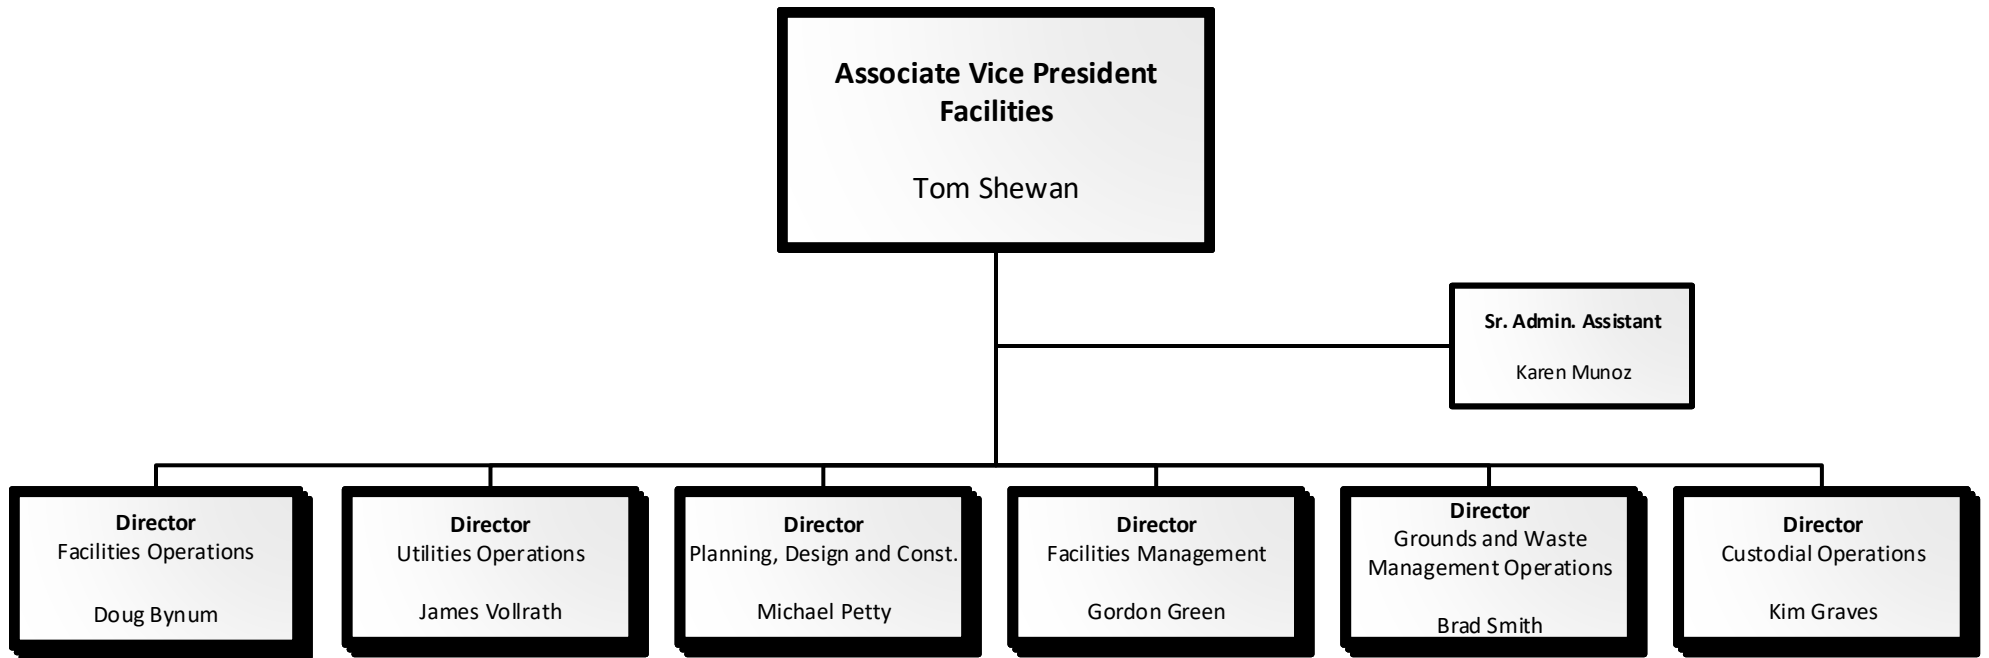 Associate Vice President
Facilities
Tom Shewan
Sr. Admin. Assistant
Karen Munoz
Director
Facilities Operations
Doug Bynum
Director
Utilities Operations
James Vollrath
Director
Planning, Design and Const.
Michael Petty
Director
Facilities Management
Gordon Green
Director
Grounds and Waste
Management Operations
Brad Smith
Director
Custodial Operations
Kim Graves